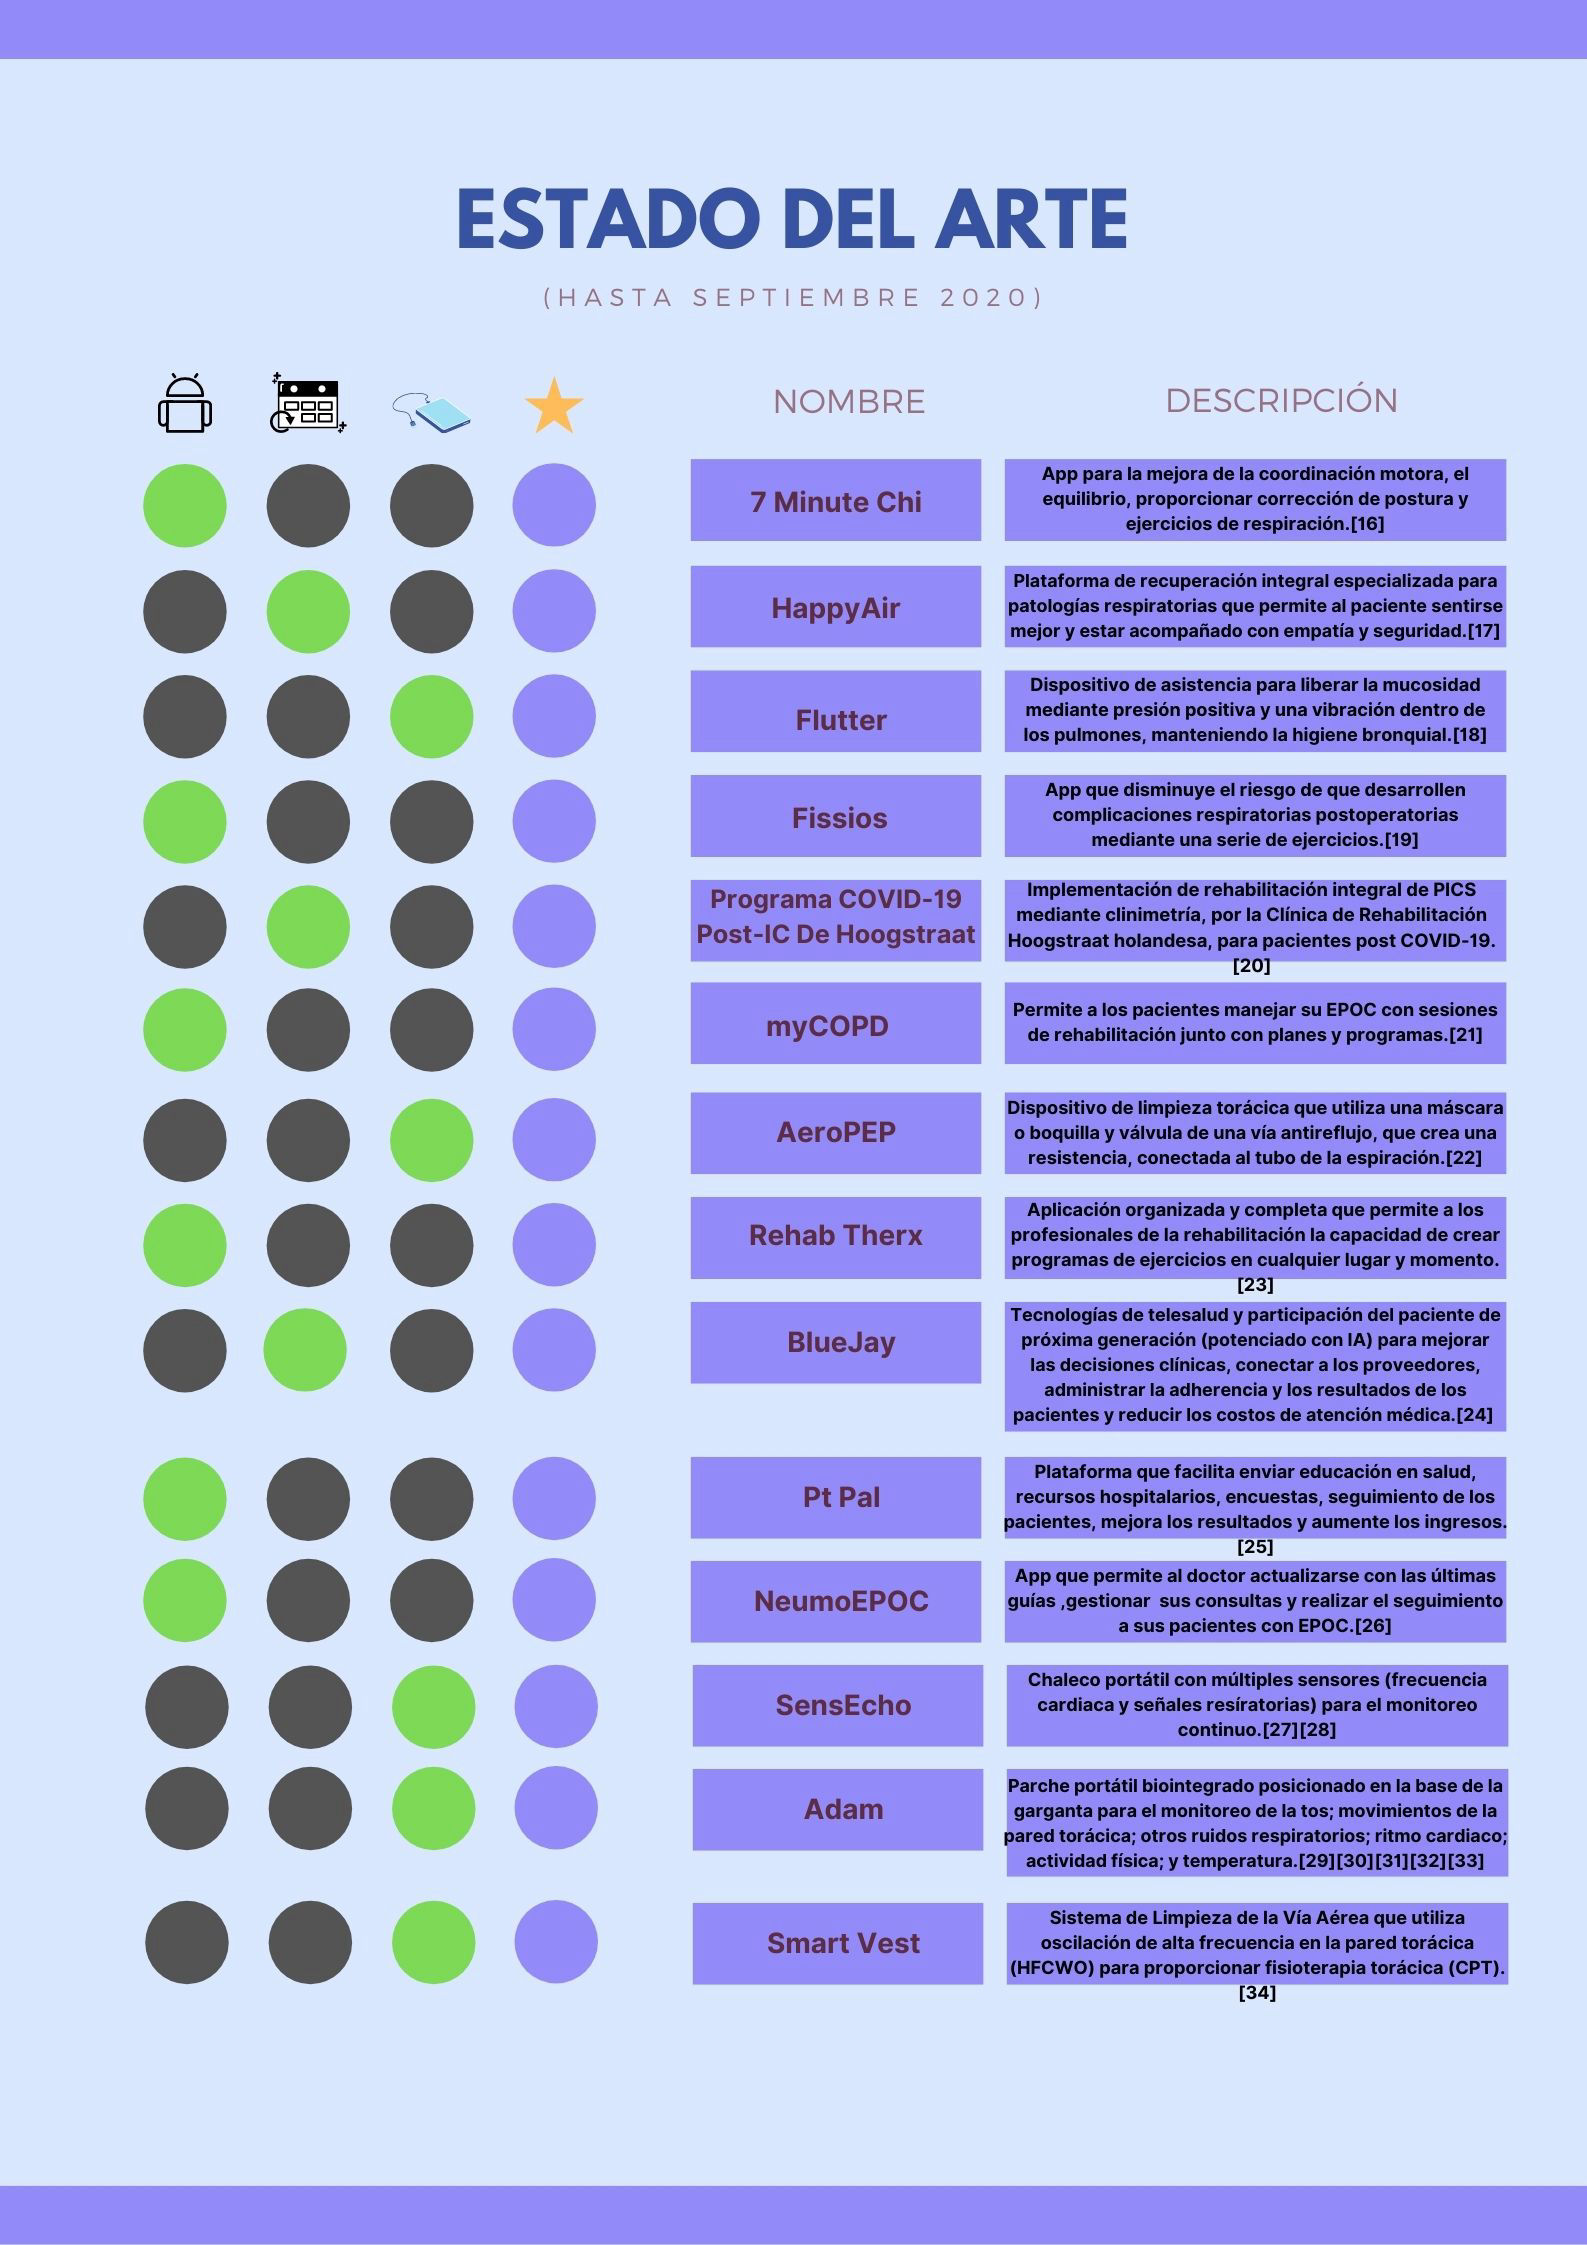 ESTADO DEL ARTE
(HASTA SEPTIEMBRE 2020)
NOMBRE
DESCRIPCIÓN
7 Minute Chi
App para la mejora de la coordinación motora, el
equilibrio, proporcionar corrección de postura y
ejercicios de respiración.[16]
HappyAir
Plataforma de recuperación integral especializada para
patologías respiratorias que permite al paciente sentirse
mejor y estar acompañado con empatía y seguridad.[17]
Flutter
Dispositivo de asistencia para liberar la mucosidad
mediante presión positiva y una vibración dentro de
los pulmones, manteniendo la higiene bronquial.[18]
Fissios
App que disminuye el riesgo de que desarrollen
complicaciones respiratorias postoperatorias
mediante una serie de ejercicios.[19]
Programa COVID-19
Post-IC De Hoogstraat
Implementación de rehabilitación integral de PICS
mediante clinimetría, por la Clínica de Rehabilitación
Hoogstraat holandesa, para pacientes post COVID-19.
[20]
myCOPD
Permite a los pacientes manejar su EPOC con sesiones
de rehabilitación junto con planes y programas.[21]
AeroPEP
Dispositivo de limpieza torácica que utiliza una máscara
o boquilla y válvula de una vía antireflujo, que crea una
resistencia, conectada al tubo de la espiración.[22]
Rehab Therx
Aplicación organizada y completa que permite a los
profesionales de la rehabilitación la capacidad de crear
programas de ejercicios en cualquier lugar y momento.
[23]
BlueJay
Tecnologías de telesalud y participación del paciente de
próxima generación (potenciado con IA) para mejorar
las decisiones clínicas, conectar a los proveedores,
administrar la adherencia y los resultados de los
pacientes y reducir los costos de atención médica.[24]
Pt Pal
Plataforma que facilita enviar educación en salud,
recursos hospitalarios, encuestas, seguimiento de los
pacientes, mejora los resultados y aumente los ingresos.
[25]
NeumoEPOC
App que permite al doctor actualizarse con las últimas
guías ,gestionar  sus consultas y realizar el seguimiento
a sus pacientes con EPOC.[26]
SensEcho
Chaleco portátil con múltiples sensores (frecuencia
cardiaca y señales resíratorias) para el monitoreo
continuo.[27][28]
Adam
Parche portátil biointegrado posicionado en la base de la
garganta para el monitoreo de la tos; movimientos de la
pared torácica; otros ruidos respiratorios; ritmo cardiaco;
actividad física; y temperatura.[29][30][31][32][33]
Smart Vest
Sistema de Limpieza de la Vía Aérea que utiliza
oscilación de alta frecuencia en la pared torácica
(HFCWO) para proporcionar fisioterapia torácica (CPT).
[34]